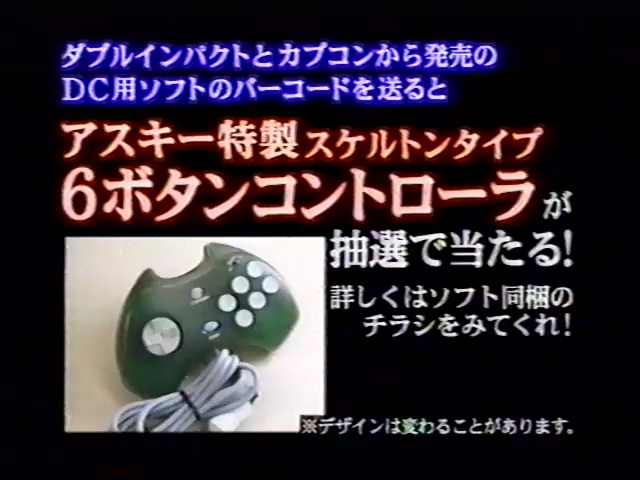 ダブルインパクトとカプコンから発売の
DC用ソフトのバーコードを送ると
アスキー特製スケルトンタイプ
6ボタンコントローラが
抽選で当たる!
詳しくはソフト同梱の
チラシをみてくれ!
※デザインは変わることがあります。